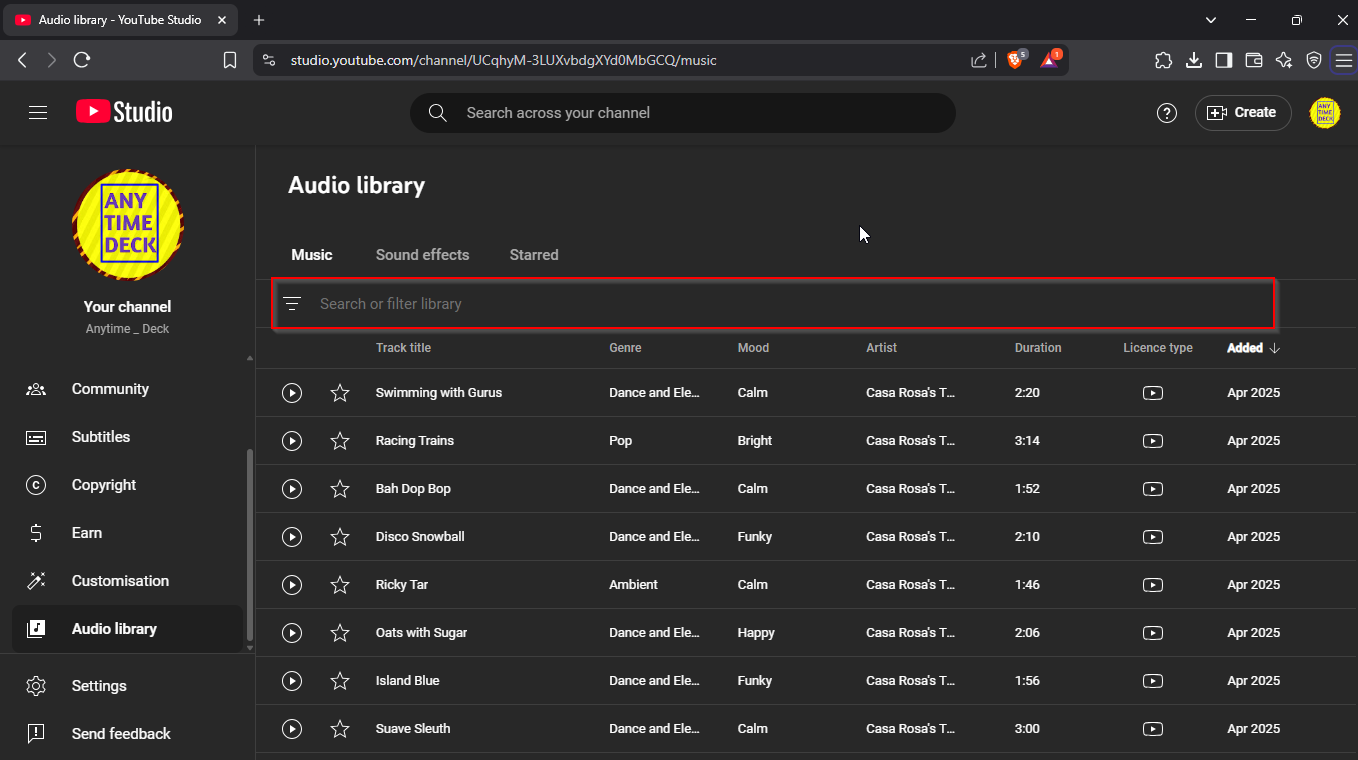 Audio library - YouTube Studio
studio.youtube.com/channel/UCqhyM-3LUXvbdgXYd0MbGCQ/music
5
1
Studio
Search across your channel
Create
ANY
TIME
DECK
ANY
TIME
DECK
Your channel
Anytime _ Deck
Community
Subtitles
Copyright
Earn
Customisation
Audio library
Settings
Send feedback
Audio library
Music Sound effects Starred
Search or filter library
Track title Genre Mood Artist Duration Licence type Added
Swimming with Gurus Dance and Ele... Calm Casa Rosa's T... 2:20 Apr 2025
Racing Trains Pop Bright Casa Rosa's T... 3:14 Apr 2025
Bah Dop Bop Dance and Ele... Calm Casa Rosa's T... 1:52 Apr 2025
Disco Snowball Dance and Ele... Funky Casa Rosa's T... 2:10 Apr 2025
Ricky Tar Ambient Calm Casa Rosa's T... 1:46 Apr 2025
Oats with Sugar Dance and Ele... Happy Casa Rosa's T... 2:06 Apr 2025
Island Blue Dance and Ele... Funky Casa Rosa's T... 1:56 Apr 2025
Suave Sleuth Dance and Ele... Calm Casa Rosa's T... 3:00 Apr 2025